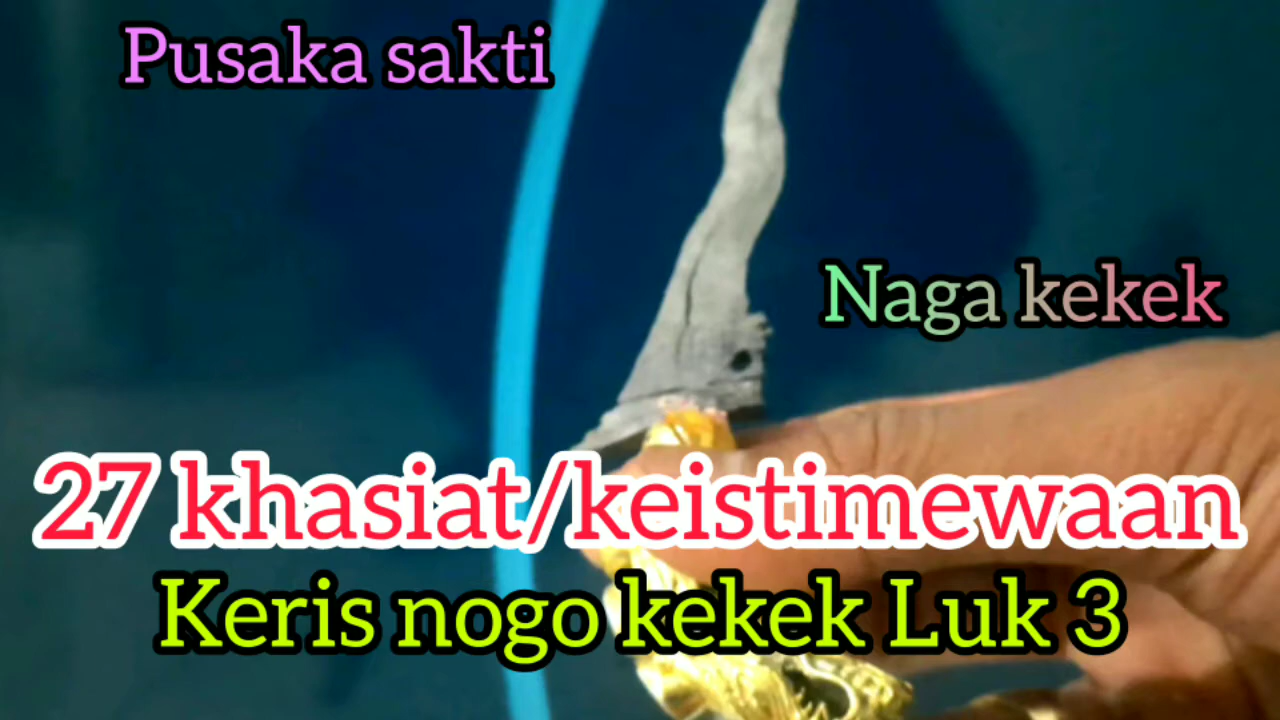 Pusaka sakti
Naga kekek
27 khasiat/keistimewaan
Keris nogo kekek Luk 3